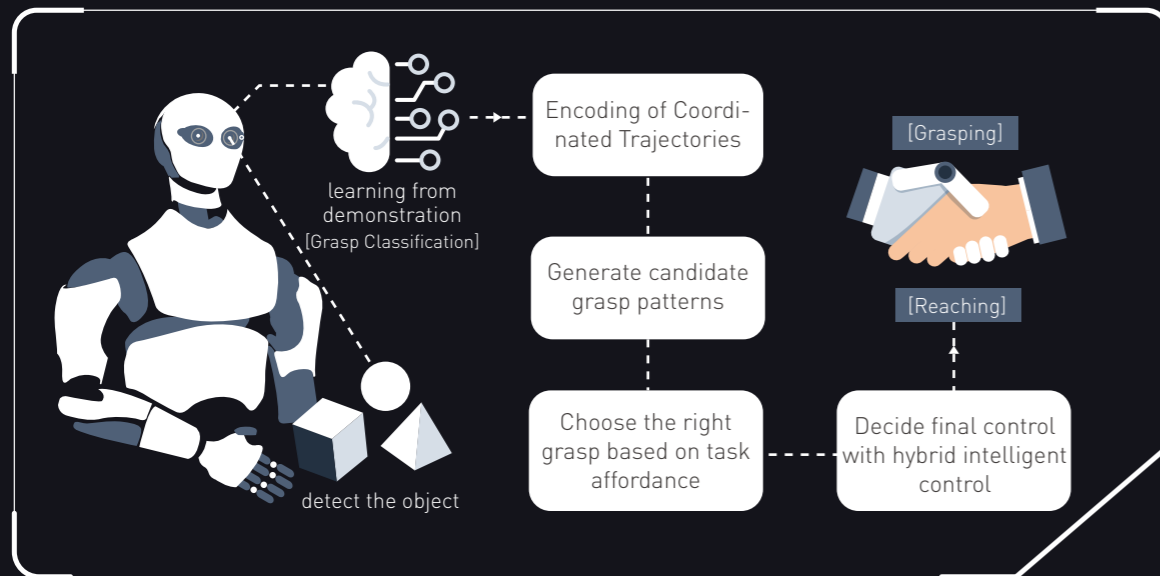 learning from
demonstration
[Grasp Classification]
detect the object
Encoding of Coordi-
nated Trajectories
Generate candidate
grasp patterns
Choose the right
grasp based on task
affordance
Decide final control
with hybrid intelligent
control
[Reaching]
[Grasping]